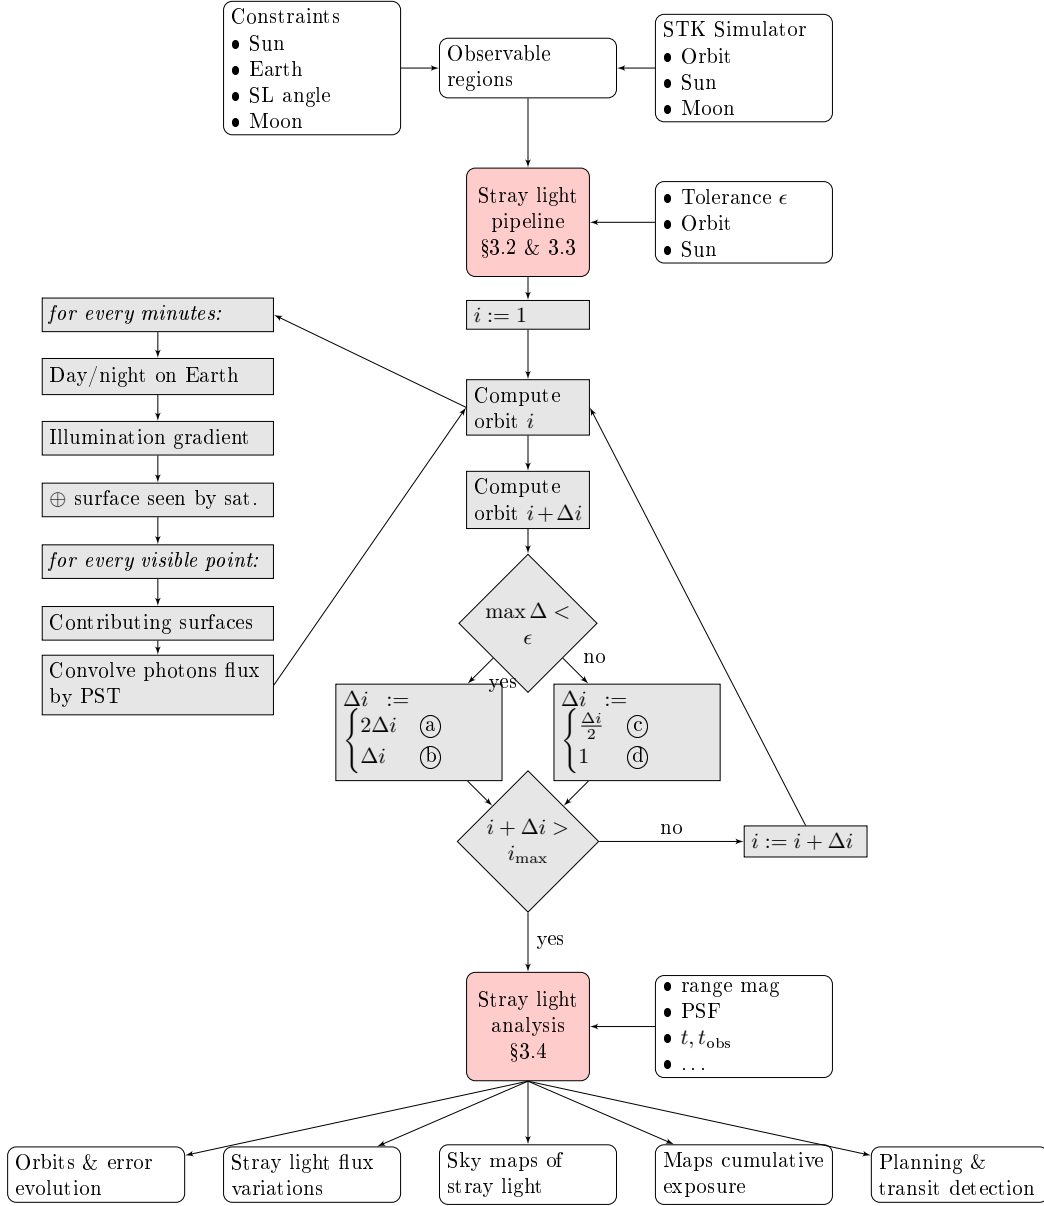 Constraints
• Sun
• Earth
• SL angle
• Moon
Observable
regions
STK Simulator
• Orbit
• Sun
• Moon
Stray light
pipeline
§3.2 & 3.3
• Tolerance ϵ
• Orbit
• Sun
i := 1
for every minutes:
Day/night on Earth
Illumination gradient
⊕ surface seen by sat.
for every visible point:
Contributing surfaces
Convolve photons flux
by PST
Compute
orbit i
Compute
orbit i + Δi
max Δ <
ϵ
yes
no
Δi :=
{ 2Δi ⓐ
Δi ⓑ
Δi :=
{ Δi/2 ⓒ
1 ⓓ
i + Δi >
i_max
no
i := i + Δi
yes
Stray light
analysis
§3.4
• range mag
• PSF
• t, t_obs
• ...
Orbits & error
evolution
Stray light flux
variations
Sky maps of
stray light
Maps cumulative
exposure
Planning &
transit detection